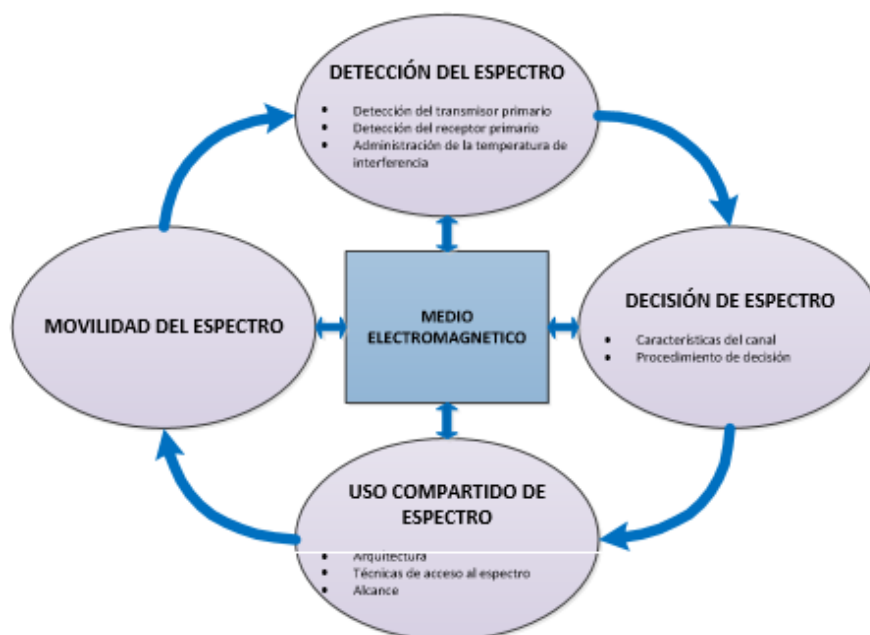 DETECCIÓN DEL ESPECTRO
• Detección del transmisor primario
• Detección del receptor primario
• Administración de la temperatura de
interferencia
MOVILIDAD DEL ESPECTRO
MEDIO
ELECTROMAGNETICO
DECISIÓN DE ESPECTRO
• Características del canal
• Procedimiento de decisión
USO COMPARTIDO DE
ESPECTRO
• Arquitectura
• Técnicas de acceso al espectro
• Alcance